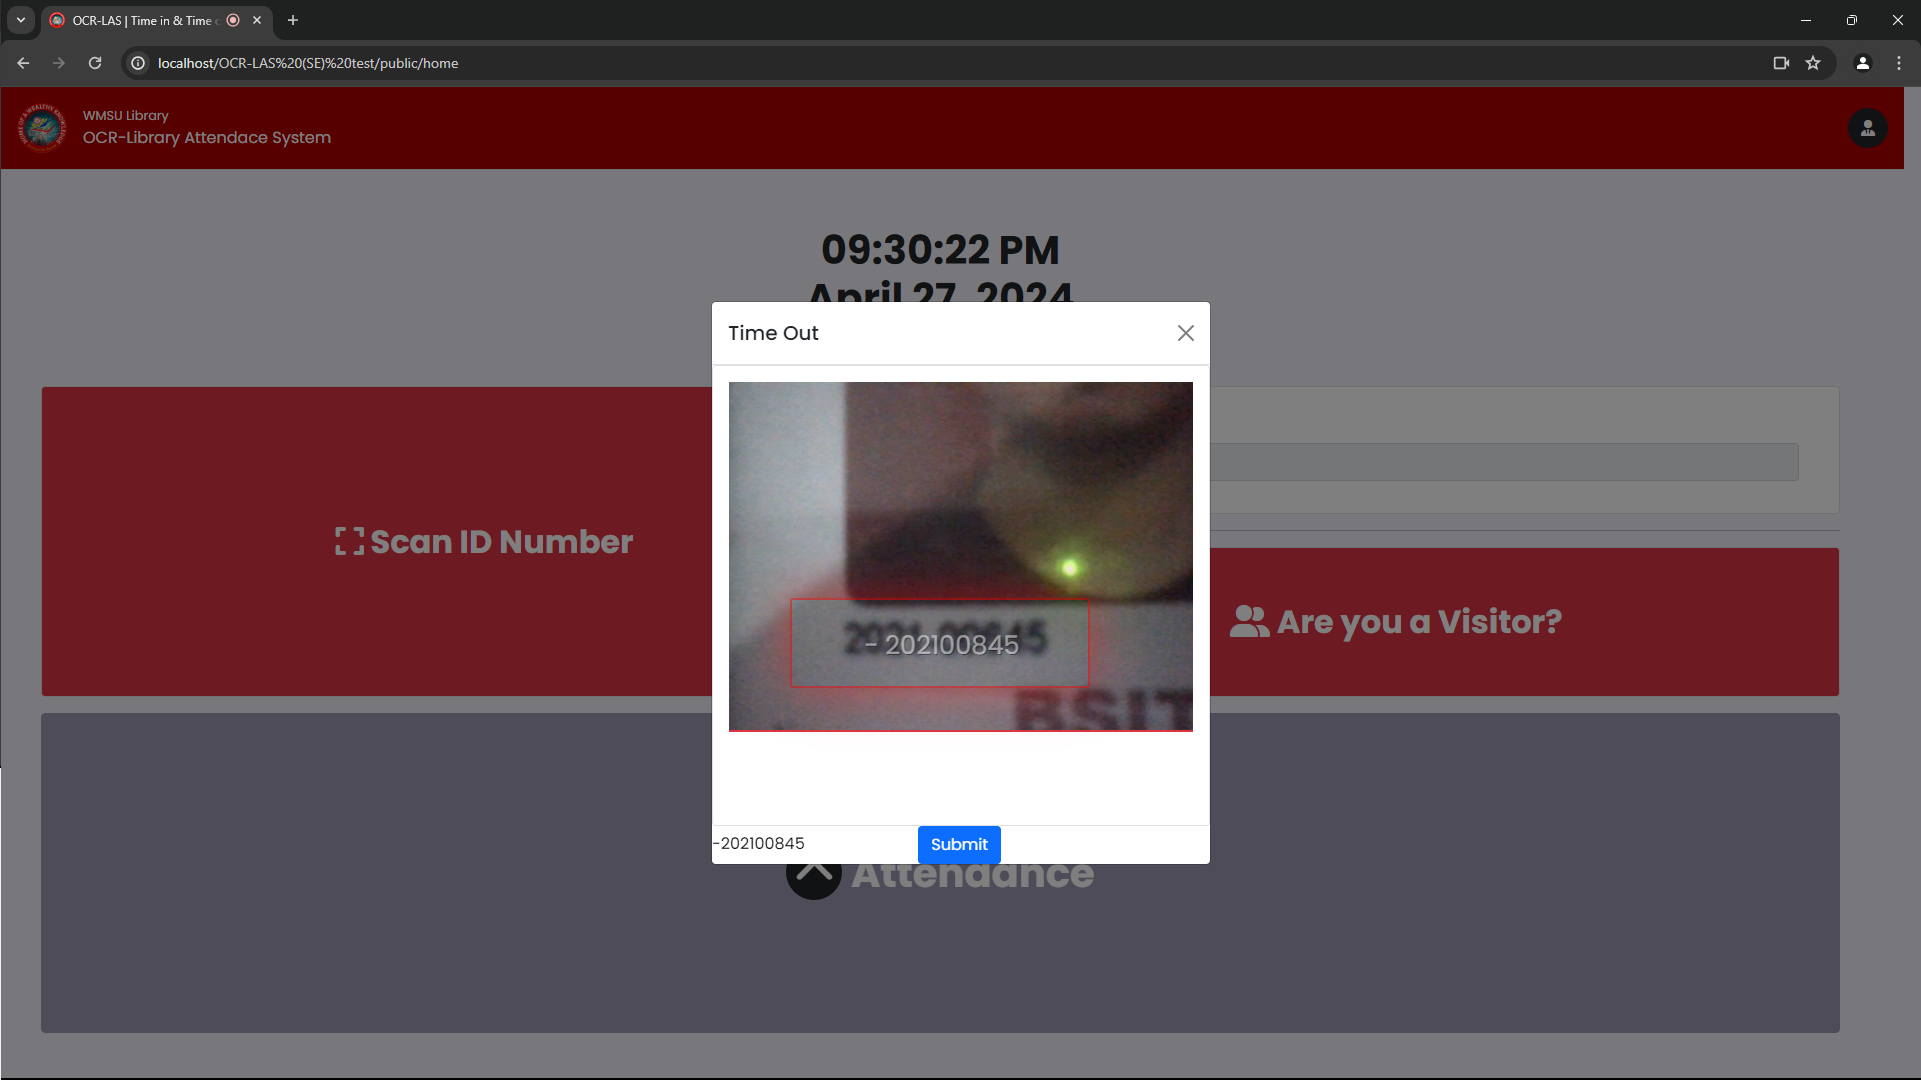 OCR-LAS | Time in & Time
localhost/OCR-LAS%20(SE)%20test/public/home
WMSU Library
OCR-Library Attendace System
09:30:22 PM
April 27, 2024
Time Out
Scan ID Number
Are you a Visitor?
- 202100845
BSIT
-202100845
Submit
Attendance